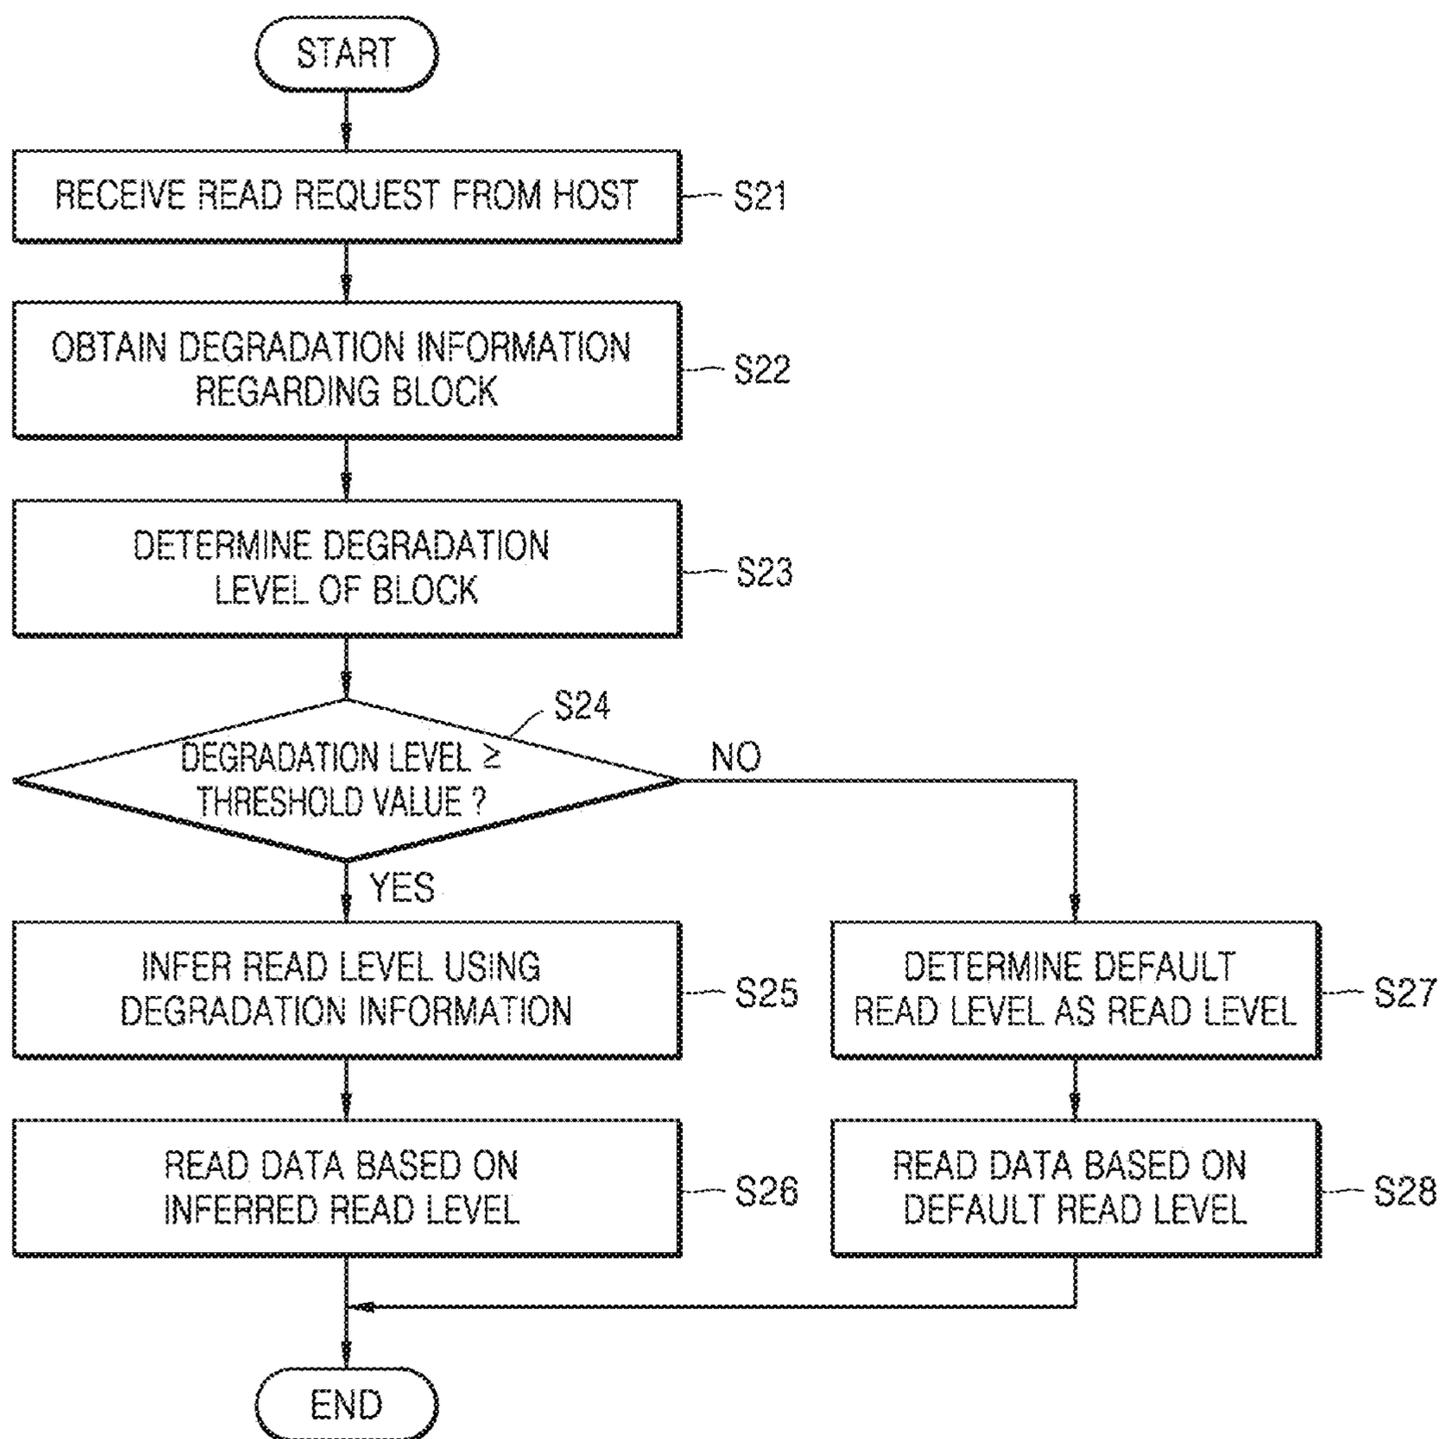 START
RECEIVE READ REQUEST FROM HOST
S21
OBTAIN DEGRADATION INFORMATION
REGARDING BLOCK
S22
DETERMINE DEGRADATION
LEVEL OF BLOCK
S23
S24
DEGRADATION LEVEL ≥
THRESHOLD VALUE ?
NO
YES
INFER READ LEVEL USING
DEGRADATION INFORMATION
S25
DETERMINE DEFAULT
READ LEVEL AS READ LEVEL
S27
READ DATA BASED ON
INFERRED READ LEVEL
S26
READ DATA BASED ON
DEFAULT READ LEVEL
S28
END